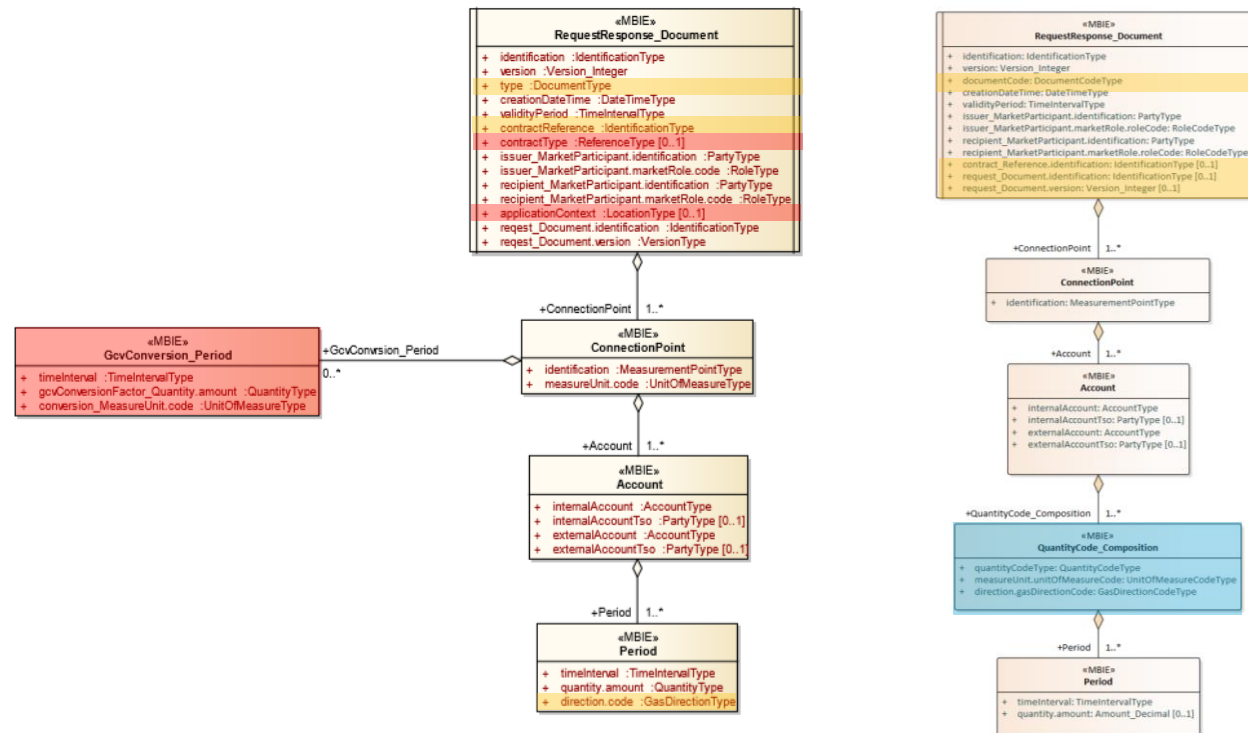 «MBIE»
RequestResponse_Document
+ identification :IdentificationType
+ version :Version_Integer
+ type :DocumentType
+ creationDateTime :DateTimeType
+ validityPeriod :TimeIntervalType
+ contractReference :IdentificationType
+ contractType :ReferenceType [0..1]
+ issuer_MarketParticipant.identification :PartyType
+ issuer_MarketParticipant.marketRole.code :RoleType
+ recipient_MarketParticipant.identification :PartyType
+ recipient_MarketParticipant.marketRole.code :RoleType
+ applicationContext :LocationType [0..1]
+ reqest_Document.identification :IdentificationType
+ reqest_Document.version :VersionType
+ConnectionPoint 1..*
«MBIE»
GcvConversion_Period
+ timeInterval :TimeIntervalType
+ gcvConversionFactor_Quantity.amount :QuantityType
+ conversion_MeasureUnit.code :UnitOfMeasureType
+GcvConvrsion_Period
0..*
«MBIE»
ConnectionPoint
+ identification :MeasurementPointType
+ measureUnit.code :UnitOfMeasureType
+Account 1..*
«MBIE»
Account
+ internalAccount :AccountType
+ internalAccountTso :PartyType [0..1]
+ externalAccount :AccountType
+ externalAccountTso :PartyType [0..1]
+Period 1..*
«MBIE»
Period
+ timeInterval :TimeIntervalType
+ quantity.amount :QuantityType
+ direction.code :GasDirectionType
«MBIE»
RequestResponse_Document
+ identification: IdentificationType
+ version: Version_Integer
+ documentCode: DocumentCodeType
+ creationDateTime: DateTimeType
+ validityPeriod: TimeIntervalType
+ issuer_MarketParticipant.identification: PartyType
+ issuer_MarketParticipant.marketRole.roleCode: RoleCodeType
+ recipient_MarketParticipant.identification: PartyType
+ recipient_MarketParticipant.marketRole.roleCode: RoleCodeType
+ contract_Reference.identification: IdentificationType [0..1]
+ request_Document.identification: IdentificationType [0..1]
+ request_Document.version: Version_Integer [0..1]
+ConnectionPoint 1..*
«MBIE»
ConnectionPoint
+ identification: MeasurementPointType
+Account 1..*
«MBIE»
Account
+ internalAccount: AccountType
+ internalAccountTso: PartyType [0..1]
+ externalAccount: AccountType
+ externalAccountTso: PartyType [0..1]
+QuantityCode_Composition 1..*
«MBIE»
QuantityCode_Composition
+ quantityCodeType: QuantityCodeType
+ measureUnit.unitOfMeasureCode: UnitOfMeasureCodeType
+ direction.gasDirectionCode: GasDirectionCodeType
+Period 1..*
«MBIE»
Period
+ timeInterval: TimeIntervalType
+ quantity.amount: Amount_Decimal [0..1]